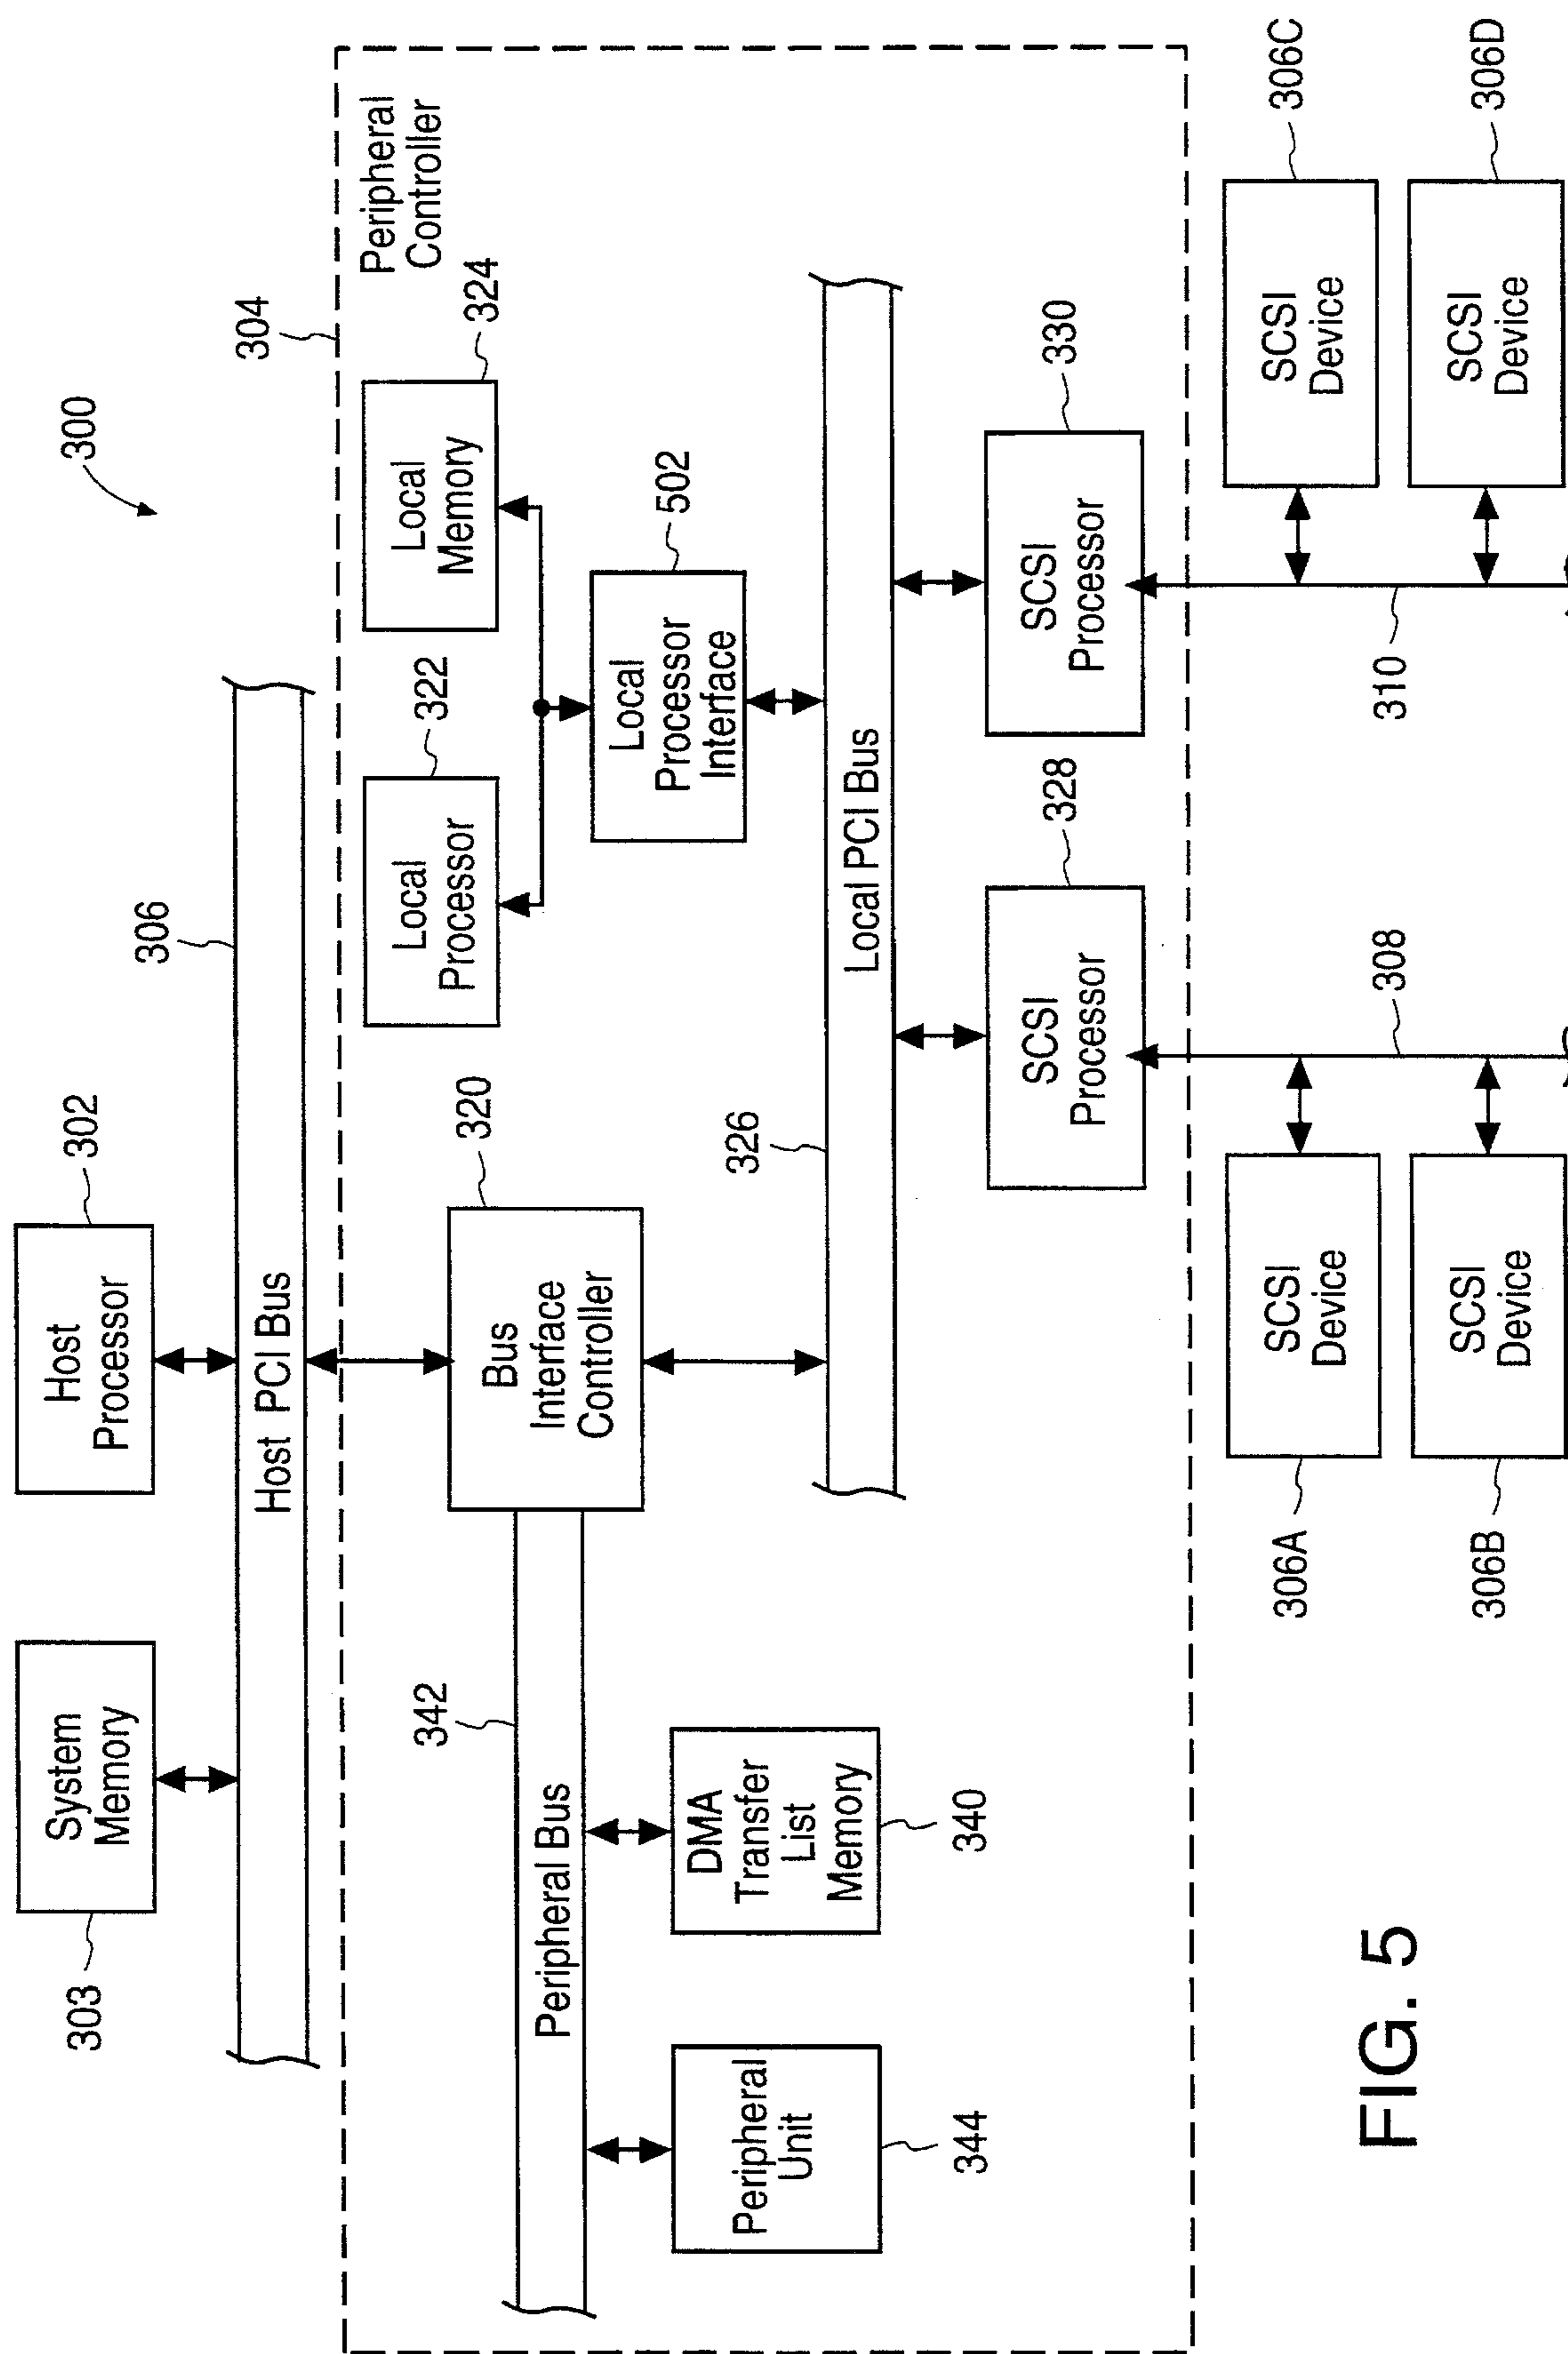 300
303
System
Memory
302
Host
Processor
306
Host PCI Bus
304
Peripheral
Controller
342
Peripheral Bus
320
Bus
Interface
Controller
322
Local
Processor
324
Local
Memory
344
Peripheral
Unit
340
DMA
Transfer
List
Memory
502
Local
Processor
Interface
326
Local PCI Bus
328
SCSI
Processor
330
SCSI
Processor
306A
SCSI
Device
308
310
SCSI
Device
306C
306B
SCSI
Device
SCSI
Device
306D
FIG. 5